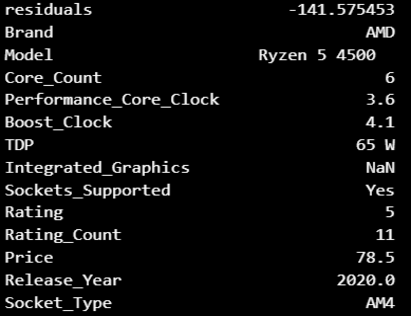 residuals -141.575453
Brand AMD
Model Ryzen 5 4500
Core_Count 6
Performance_Core_Clock 3.6
Boost_Clock 4.1
TDP 65 W
Integrated_Graphics NaN
Sockets_Supported Yes
Rating 5
Rating_Count 11
Price 78.5
Release_Year 2020.0
Socket_Type AM4